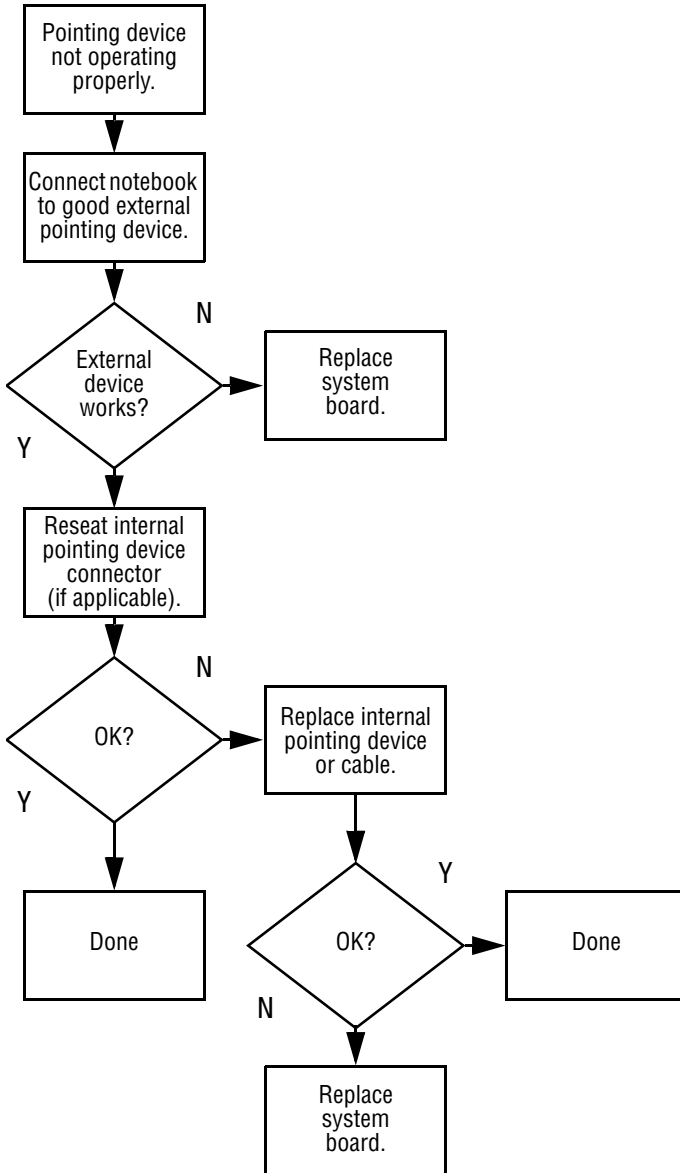 Pointing device
not operating
properly.
Connect notebook
to good external
pointing device.
N
External
device
works?
Replace
system
board.
Y
Reseat internal
pointing device
connector
(if applicable).
N
OK?
Replace internal
pointing device
or cable.
Y
Y
Done
OK?
Done
N
Replace
system
board.